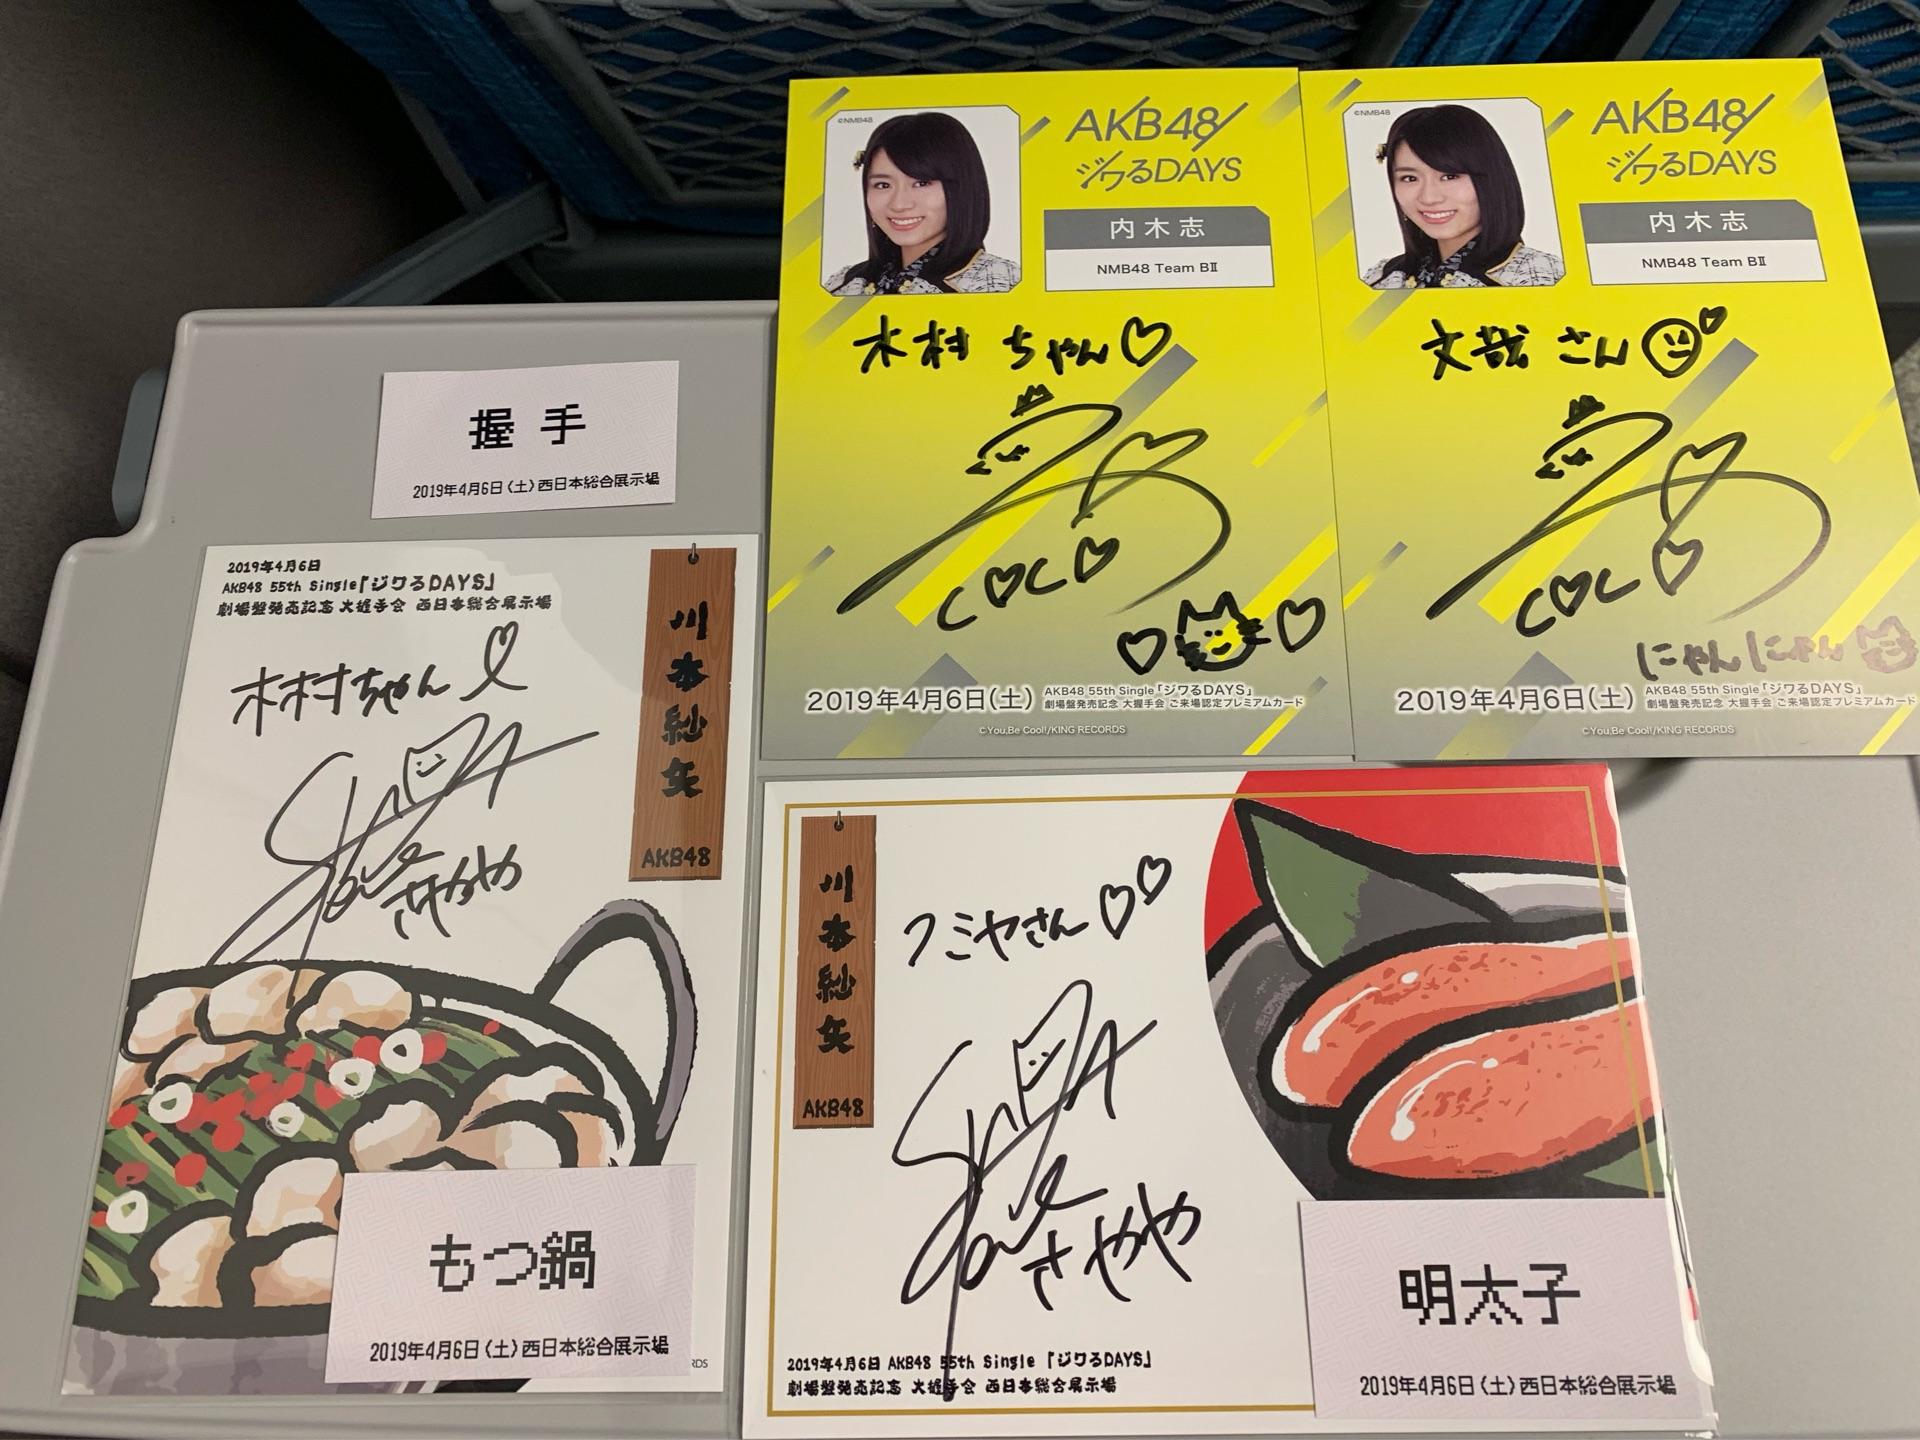 ©NMB48
AKB48
ジワるDAYS
内木志
NMB48 Team BⅡ
木村 ちゃん
COCO
2019年4月6日(土)
AKB48 55th Single「ジワるDAYS」
劇場盤発売記念 大握手会 ご来場認定プレミアムカード
©You,Be Cool!/KING RECORDS
©NMB48
AKB48
ジワるDAYS
内木志
NMB48 Team BⅡ
文哉 さん
COCO
にゃんにゃん
2019年4月6日(土)
AKB48 55th Single「ジワるDAYS」
劇場盤発売記念 大握手会 ご来場認定プレミアムカード
©You,Be Cool!/KING RECORDS
握手
2019年4月6日(土)西日本総合展示場
2019年4月6日
AKB48 55th Single「ジワるDAYS」
劇場盤発売記念 大握手会 西日本総合展示場
川本紗矢
AKB48
木村ちゃん
さややや
もつ鍋
2019年4月6日(土)西日本総合展示場
RDS
川本紗矢
AKB48
フミヤさん
さややや
2019年4月6日 AKB48 55th Single「ジワるDAYS」
劇場盤発売記念 大握手会 西日本総合展示場
明太子
2019年4月6日(土)西日本総合展示場